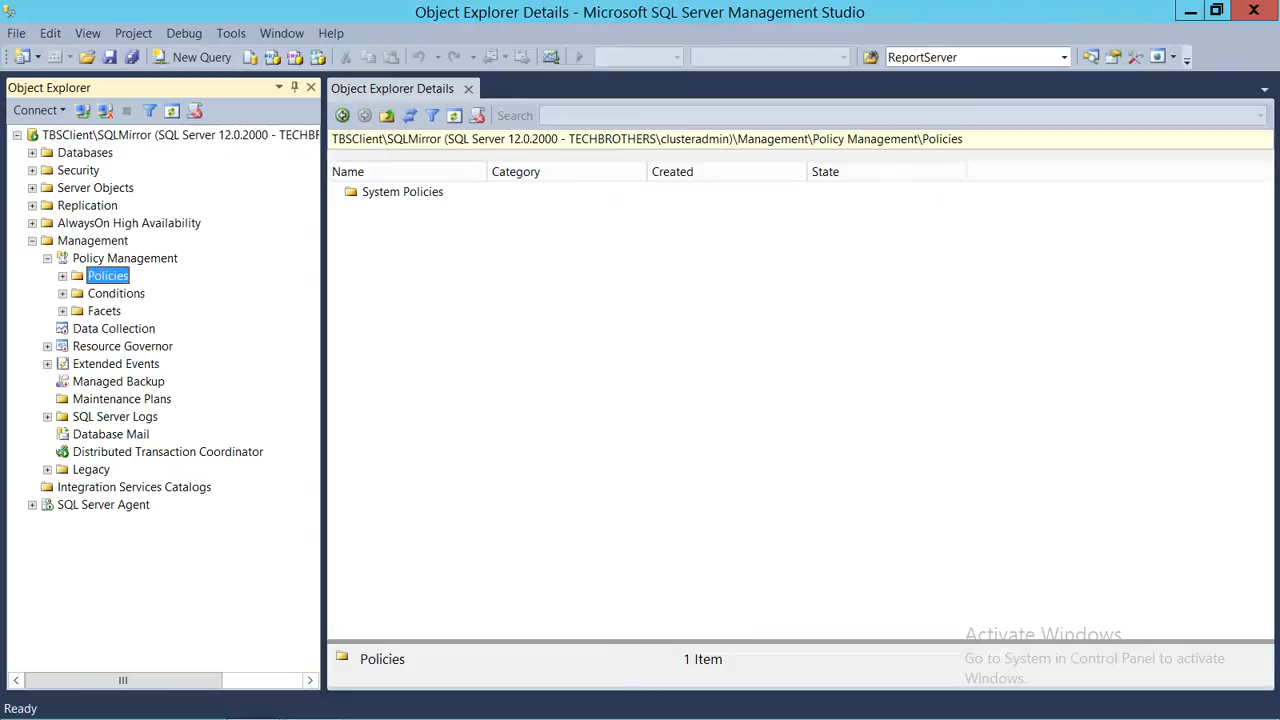 Object Explorer Details - Microsoft SQL Server Management Studio
File Edit View Project Debug Tools Window Help
New Query
ReportServer
Object Explorer
Connect
TBSClient\SQLMirror (SQL Server 12.0.2000 - TECHBF
Databases
Security
Server Objects
Replication
AlwaysOn High Availability
Management
Policy Management
Policies
Conditions
Facets
Data Collection
Resource Governor
Extended Events
Managed Backup
Maintenance Plans
SQL Server Logs
Database Mail
Distributed Transaction Coordinator
Legacy
Integration Services Catalogs
SQL Server Agent
Object Explorer Details
Search
TBSClient\SQLMirror (SQL Server 12.0.2000 - TECHBROTHERS\clusteradmin)\Management\Policy Management\Policies
Name Category Created State
System Policies
Policies 1 Item
Activate Windows
Go to System in Control Panel to activate
Windows.
Ready